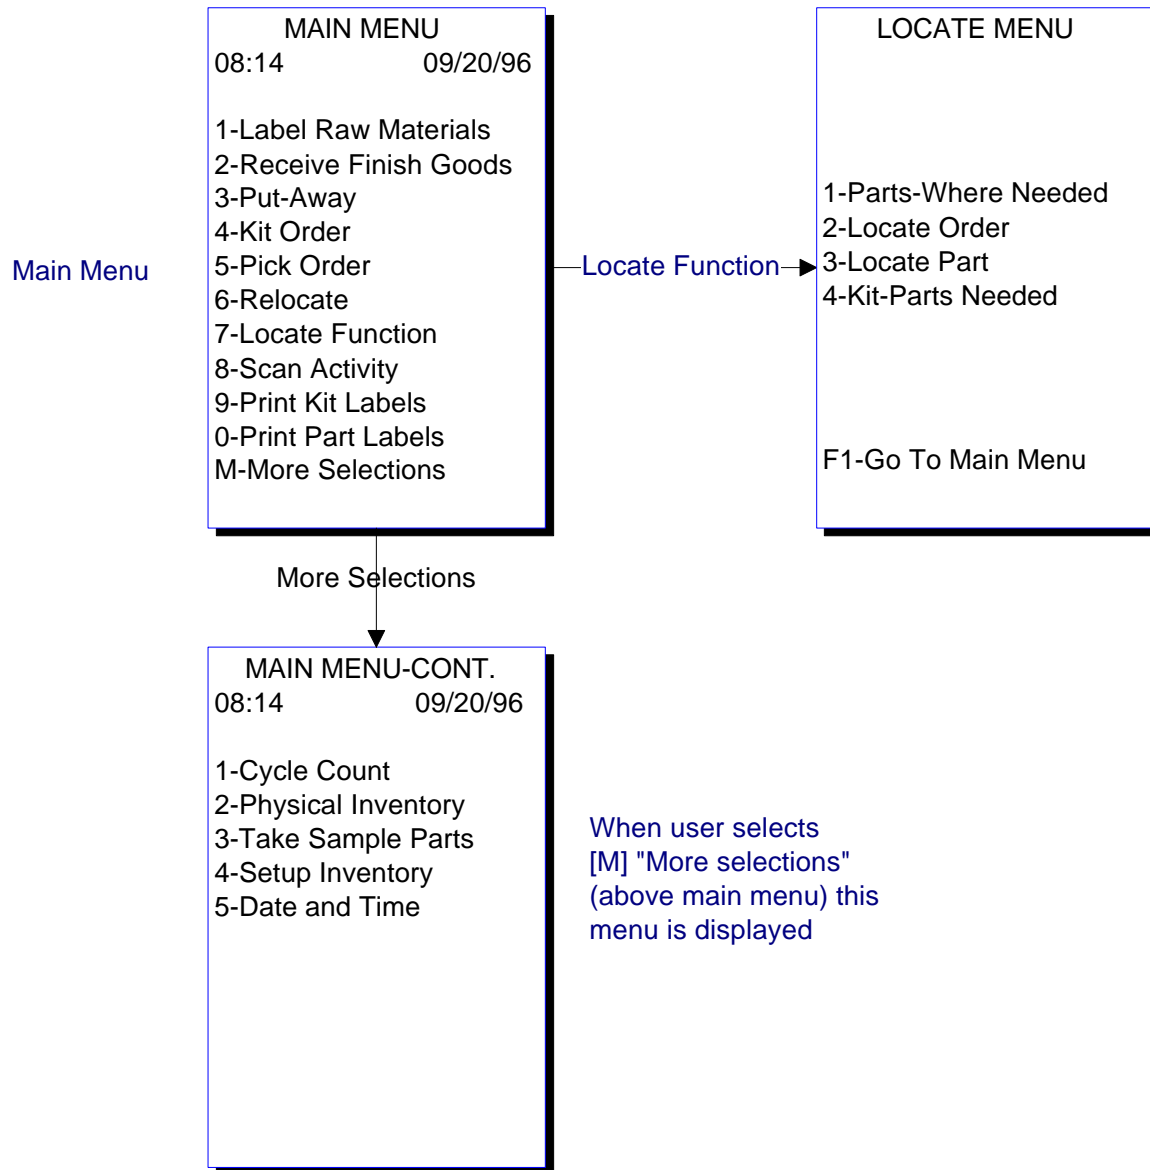 MAIN MENU
08:14 09/20/96
1-Label Raw Materials
2-Receive Finish Goods
3-Put-Away
4-Kit Order
5-Pick Order
6-Relocate
7-Locate Function
8-Scan Activity
9-Print Kit Labels
0-Print Part Labels
M-More Selections
Main Menu
Locate Function
LOCATE MENU
1-Parts-Where Needed
2-Locate Order
3-Locate Part
4-Kit-Parts Needed
F1-Go To Main Menu
More Selections
MAIN MENU-CONT.
08:14 09/20/96
1-Cycle Count
2-Physical Inventory
3-Take Sample Parts
4-Setup Inventory
5-Date and Time
When user selects
[M] "More selections"
(above main menu) this
menu is displayed